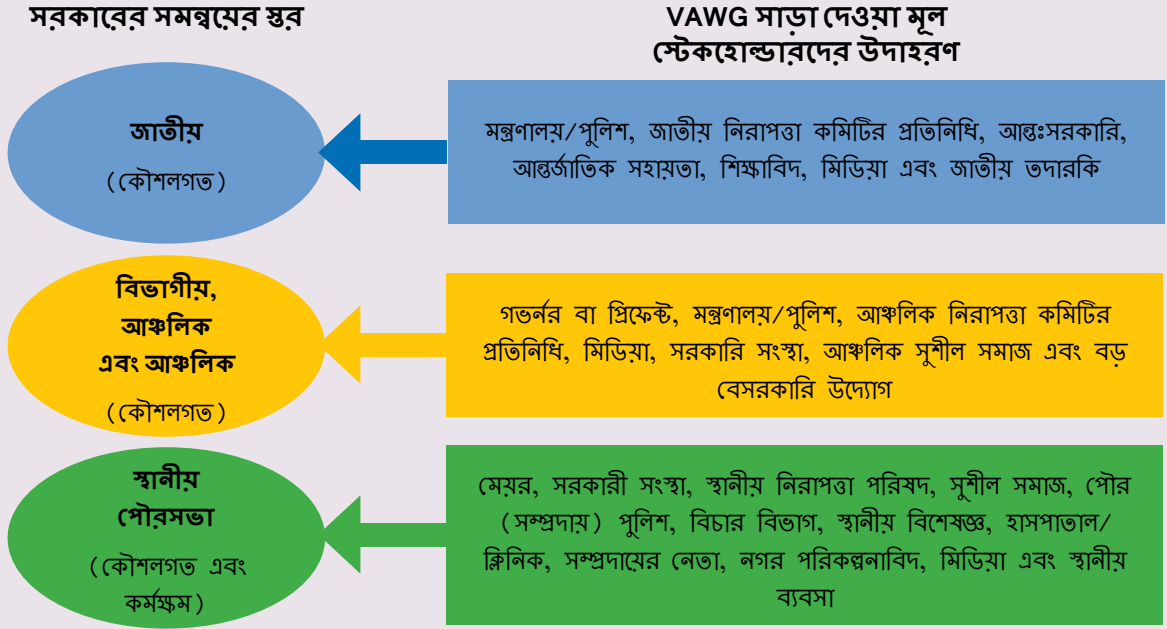 সরকারের সমন্বয়ের স্তর
VAWG সাড়া দেওয়া মূল
স্টেকহোল্ডারদের উদাহরণ
জাতীয়
(কৌশলগত)
মন্ত্রণালয়/পুলিশ, জাতীয় নিরাপত্তা কমিটির প্রতিনিধি, আন্তঃসরকারি,
আন্তর্জাতিক সহায়তা, শিক্ষাবিদ, মিডিয়া এবং জাতীয় তদারকি
বিভাগীয়,
আঞ্চলিক
এবং আঞ্চলিক
(কৌশলগত)
গভর্নর বা প্রিফেক্ট, মন্ত্রণালয়/পুলিশ, আঞ্চলিক নিরাপত্তা কমিটির
প্রতিনিধি, মিডিয়া, সরকারি সংস্থা, আঞ্চলিক সুশীল সমাজ এবং বড়
বেসরকারি উদ্যোগ
স্থানীয়
পৌরসভা
(কৌশলগত এবং
কর্মক্ষম)
মেয়র, সরকারী সংস্থা, স্থানীয় নিরাপত্তা পরিষদ, সুশীল সমাজ, পৌর
(সম্প্রদায়) পুলিশ, বিচার বিভাগ, স্থানীয় বিশেষজ্ঞ, হাসপাতাল/
ক্লিনিক, সম্প্রদায়ের নেতা, নগর পরিকল্পনাবিদ, মিডিয়া এবং স্থানীয়
ব্যবসা